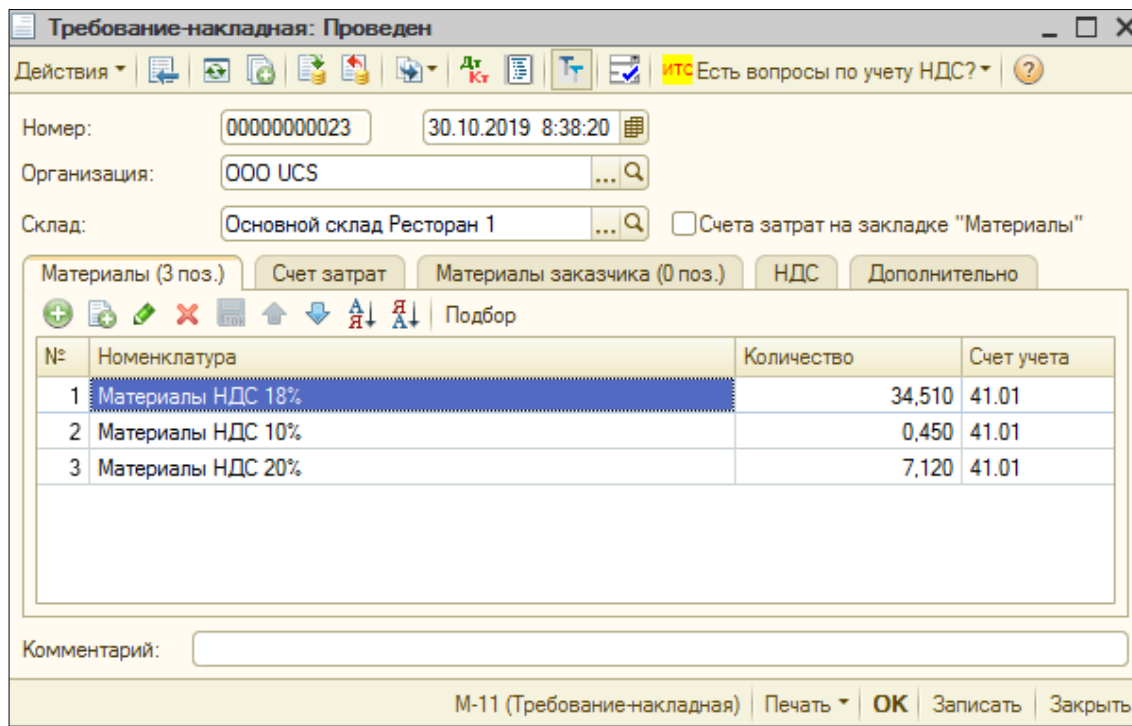 Требование-накладная: Проведен
Действия Дт Кт Тт ИТС Есть вопросы по учету НДС? ?
Номер: 00000000023 30.10.2019 8:38:20
Организация: ООО UCS ...
Склад: Основной склад Ресторан 1 ... Счета затрат на закладке "Материалы"
Материалы (3 поз.) Счет затрат Материалы заказчика (0 поз.) НДС Дополнительно
А Я Я А Подбор
№ Номенклатура Количество Счет учета
1 Материалы НДС 18% 34,510 41.01
2 Материалы НДС 10% 0,450 41.01
3 Материалы НДС 20% 7,120 41.01
Комментарий:
М-11 (Требование-накладная) Печать OK Записать Закрыть